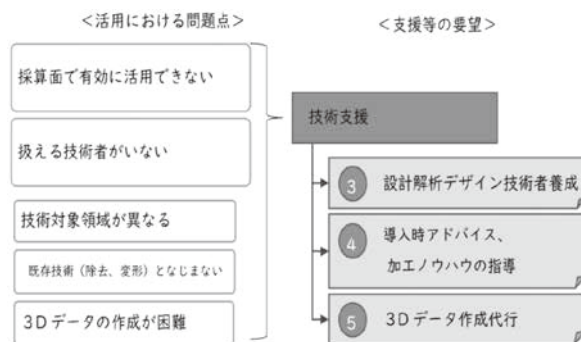 ＜活用における問題点＞
採算面で有効に活用できない
扱える技術者がいない
技術対象領域が異なる
既存技術（除去、変形）となじまない
３Ｄデータの作成が困難
＜支援等の要望＞
技術支援
3 設計解析デザイン技術者養成
4 導入時アドバイス、
加工ノウハウの指導
5 ３Ｄデータ作成代行